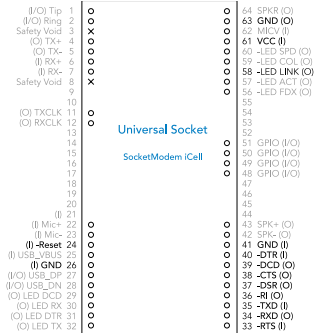 (I/O) Tip 1
(I/O) Ring 2
Safety Void 3
(O) TX+ 4
(O) TX- 5
(I) RX+ 6
(I) RX- 7
Safety Void 8
9
10
(O) TXCLK 11
(O) RXCLK 12
13
14
15
16
17
18
19
20
(I) 21
(I) Mic+ 22
(I) Mic- 23
(I) -Reset 24
(I) USB_VBUS 25
(I) GND 26
(I/O) USB_DP 27
(I/O) USB_DN 28
(O) LED DCD 29
(O) LED RX 30
(O) LED DTR 31
(O) LED TX 32
Universal Socket
SocketModem iCell
64 SPKR (O)
63 GND (O)
62 MICV (I)
61 VCC (I)
60 -LED SPD (O)
59 -LED COL (O)
58 -LED LINK (O)
57 -LED ACT (O)
56 -LED FDX (O)
55
54
53
52
51 GPIO (I/O)
50 GPIO (I/O)
49 GPIO (I/O)
48 GPIO (I/O)
47
46
45
44
43 SPK+ (O)
42 SPK- (O)
41 GND (I)
40 -DTR (I)
39 -DCD (O)
38 -CTS (O)
37 -DSR (O)
36 -RI (O)
35 -TXD (I)
34 -RXD (O)
33 -RTS (I)